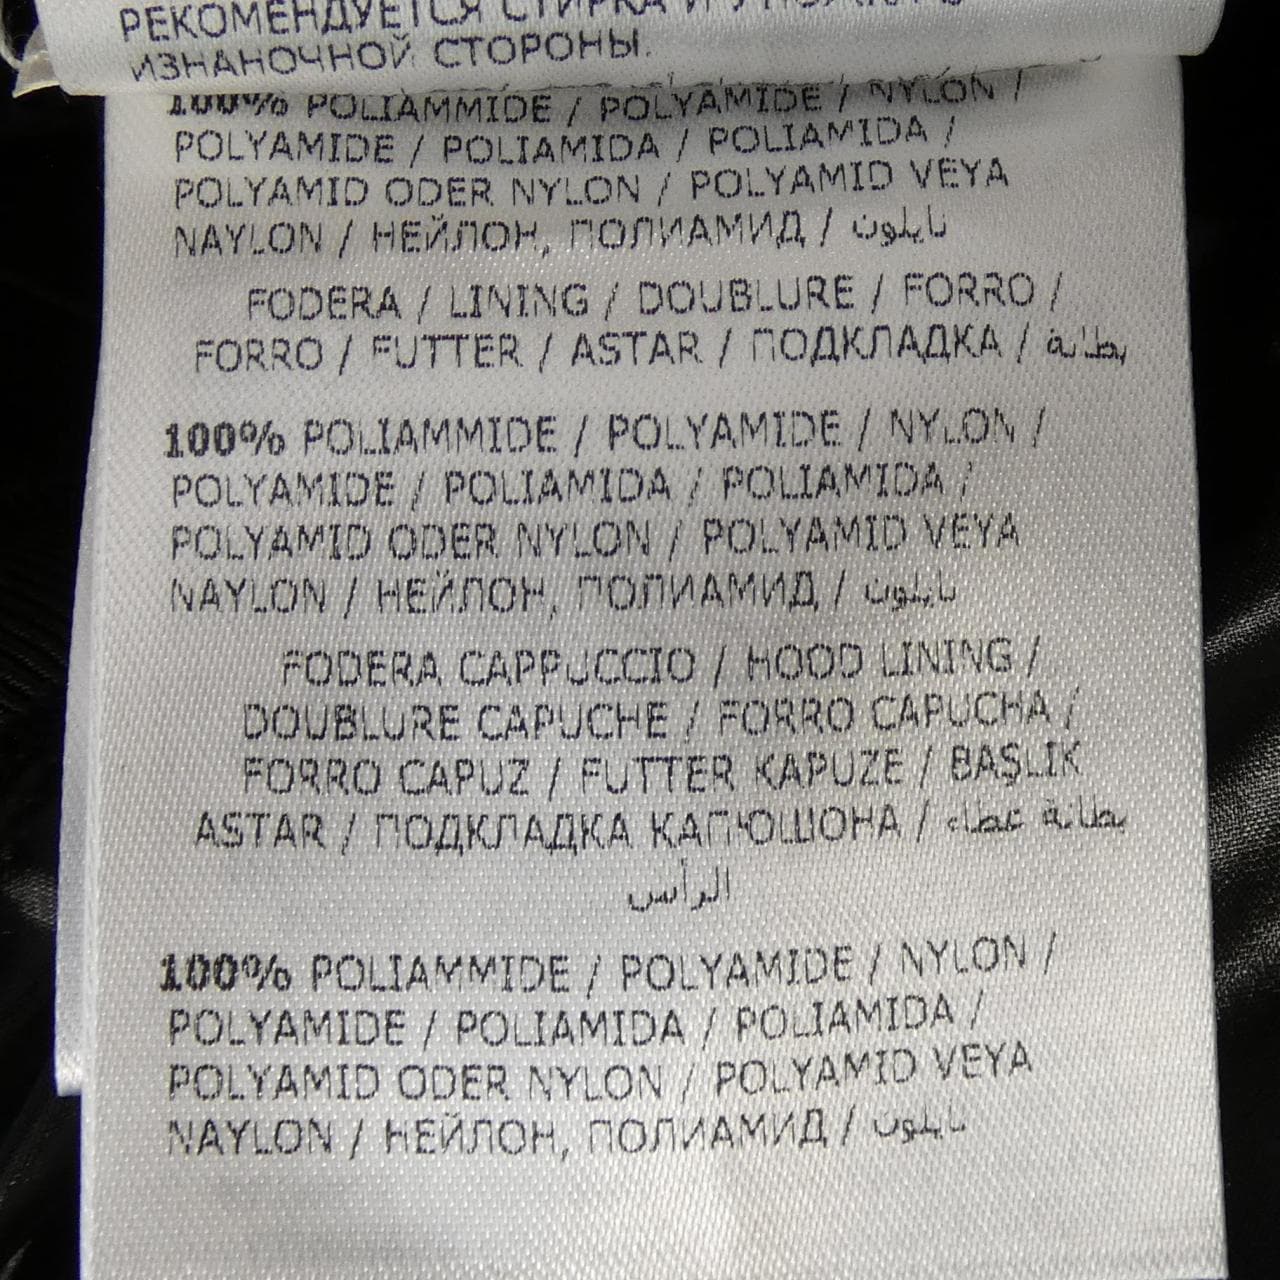 РЕКОМЕНДУЕТСЯ СТИРКА И
ИЗНАНОЧНОЙ СТОРОНЫ.
100% POLIAMMIDE / POLYAMIDE / NYLON /
POLYAMIDE / POLIAMIDA / POLIAMIDA /
POLYAMID ODER NYLON / POLYAMID VEYA
NAYLON / НЕЙЛОН, ПОЛИАМИД / نايلون
FODERA / LINING / DOUBLURE / FORRO /
FORRO / FUTTER / ASTAR / ПОДКЛАДКА / بطانة
100% POLIAMMIDE / POLYAMIDE / NYLON /
POLYAMIDE / POLIAMIDA / POLIAMIDA /
POLYAMID ODER NYLON / POLYAMID VEYA
NAYLON / НЕЙЛОН, ПОЛИАМИД / نايلون
FODERA CAPPUCCIO / HOOD LINING /
DOUBLURE CAPUCHE / FORRO CAPUCHA /
FORRO CAPUZ / FUTTER KAPUZE / BAŞLIK
ASTAR / ПОДКЛАДКА КАПЮШОНА / بطانة غطاء
الرأس
100% POLIAMMIDE / POLYAMIDE / NYLON /
POLYAMIDE / POLIAMIDA / POLIAMIDA /
POLYAMID ODER NYLON / POLYAMID VEYA
NAYLON / НЕЙЛОН, ПОЛИАМИД / نايلون